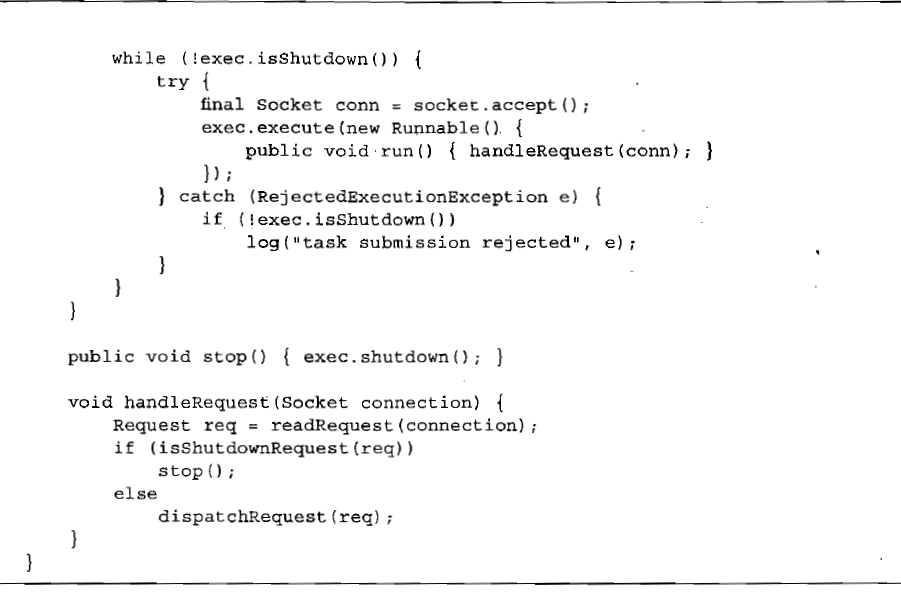 while (!exec.isShutdown()) {
try {
final Socket conn = socket.accept();
exec.execute(new Runnable() {
public void run() { handleRequest(conn); }
});
} catch (RejectedExecutionException e) {
if (!exec.isShutdown())
log("task submission rejected", e);
}
}
}
public void stop() { exec.shutdown(); }
void handleRequest(Socket connection) {
Request req = readRequest(connection);
if (isShutdownRequest(req))
stop();
else
dispatchRequest(req);
}
}